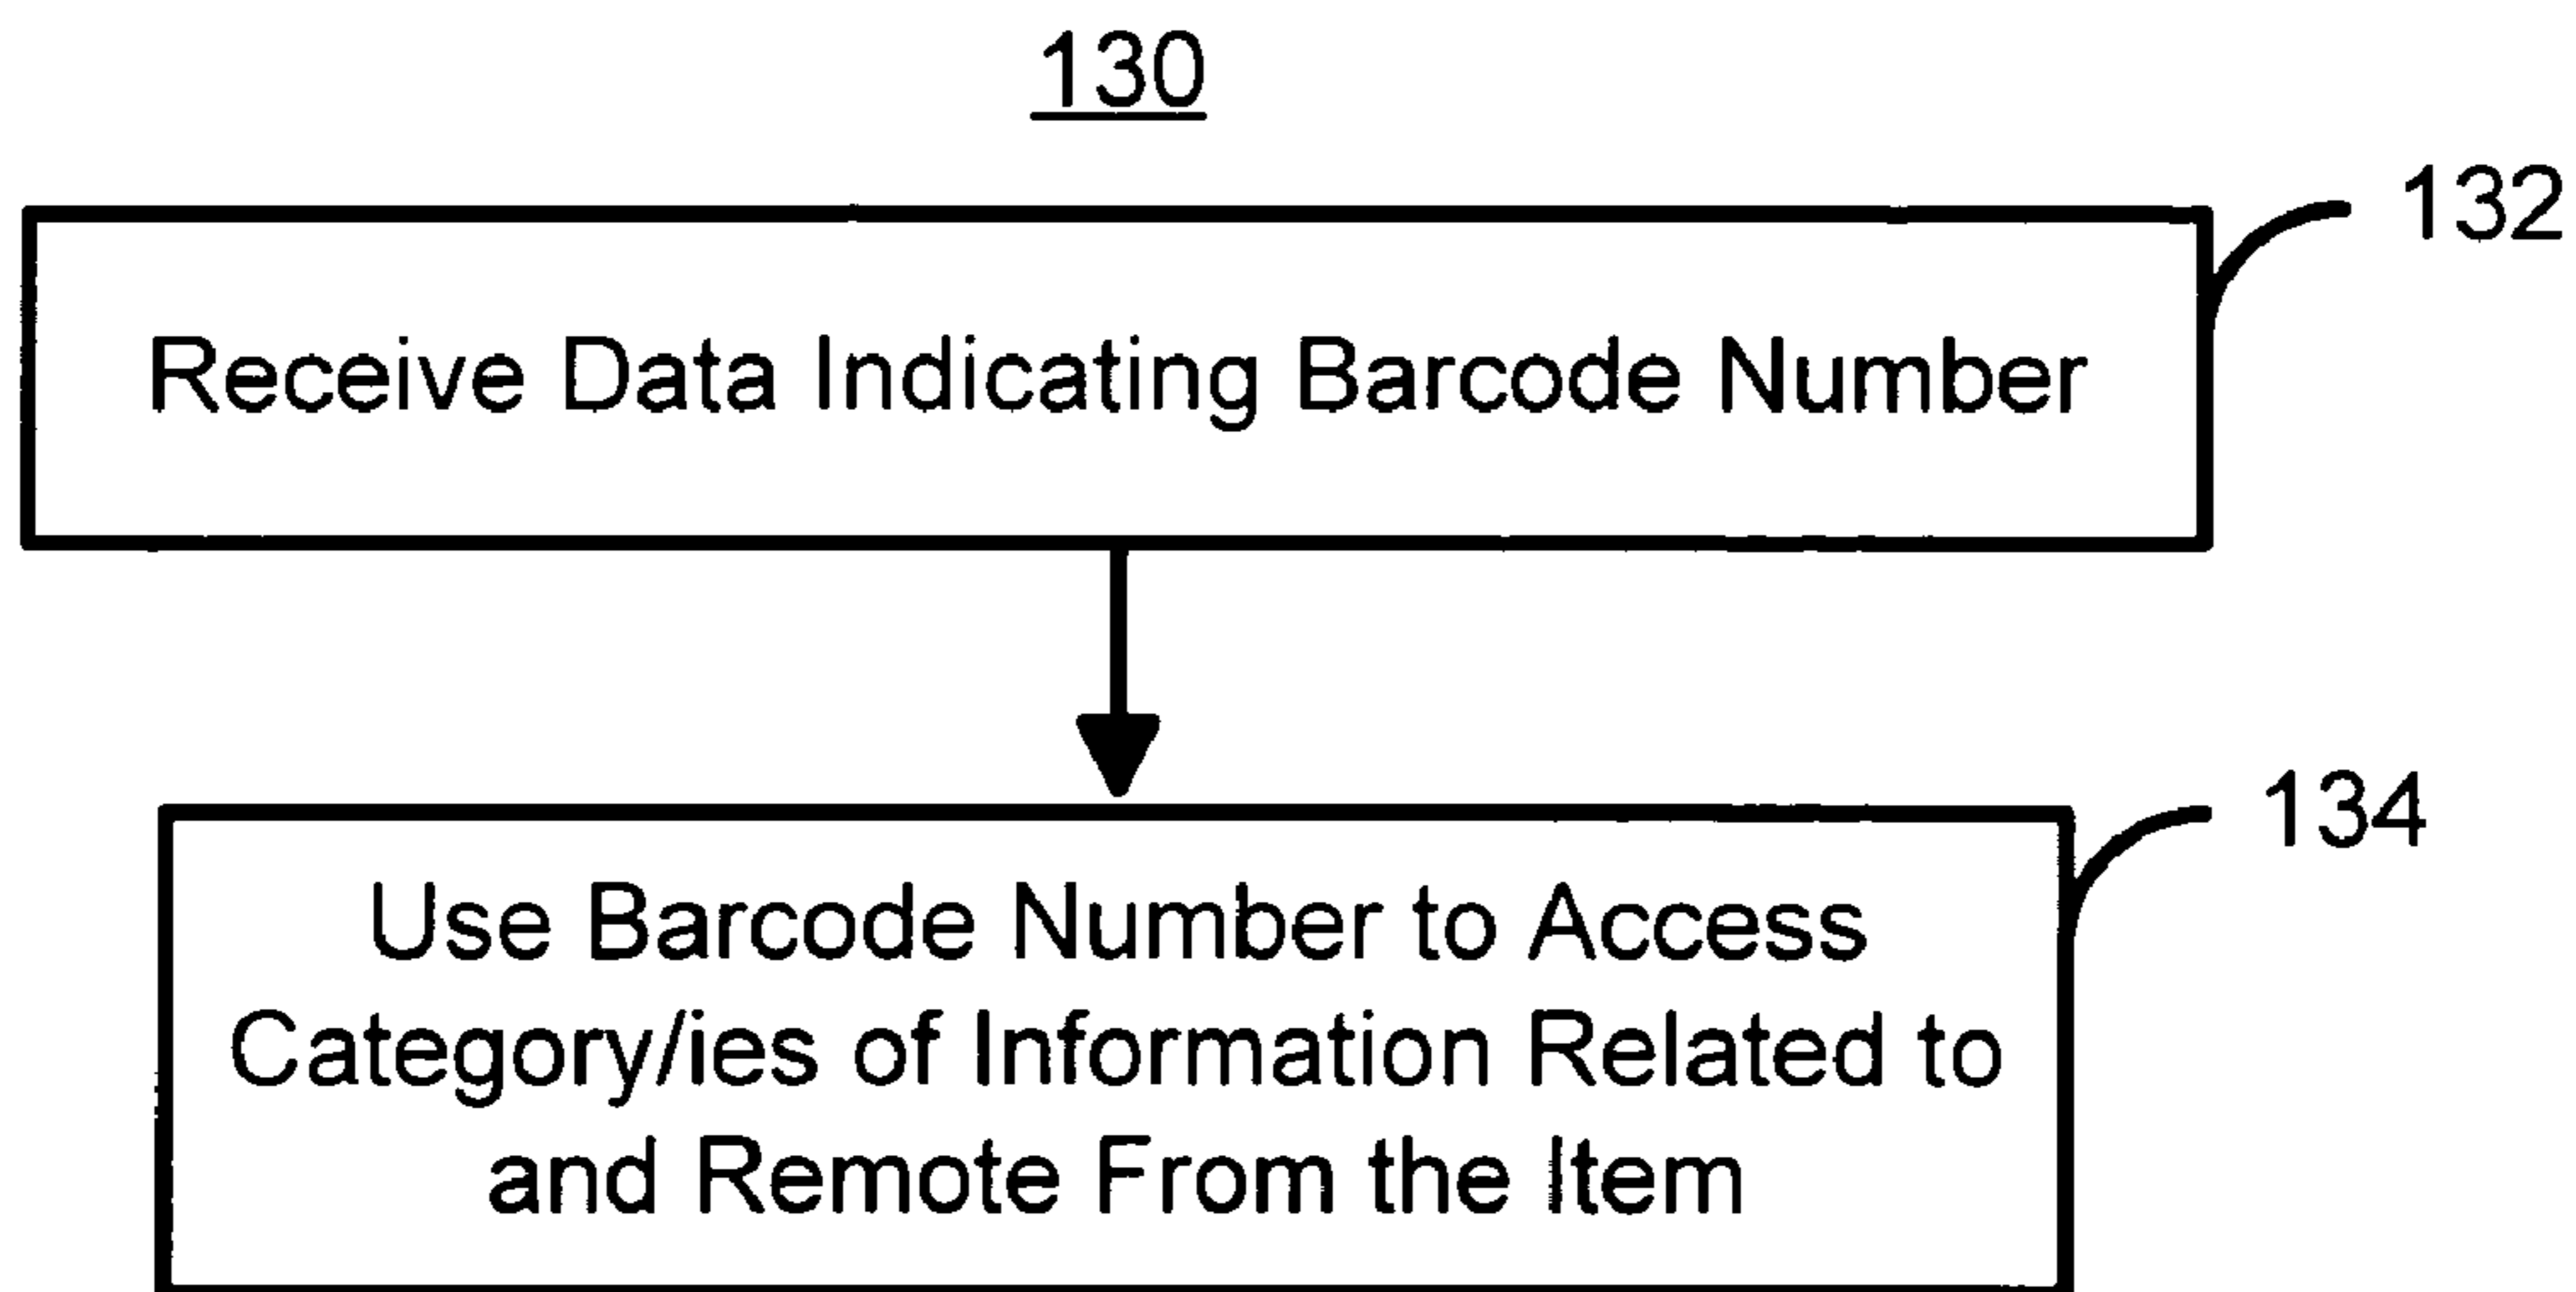 130
132
Receive Data Indicating Barcode Number
134
Use Barcode Number to Access
Category/ies of Information Related to
and Remote From the Item